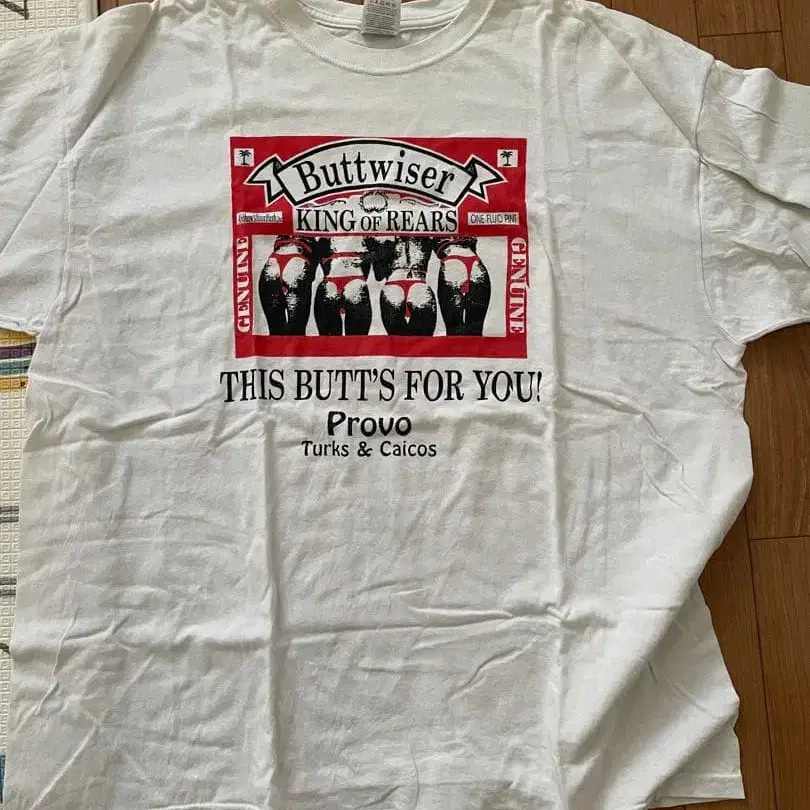 Buttwiser
KING OF REARS
ONE FLUID PINT
GENUINE
GENUINE
THIS BUTT'S FOR YOU!
Provo
Turks & Caicos